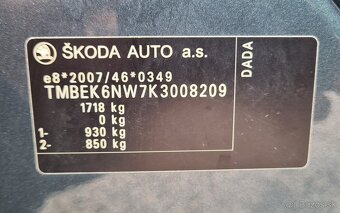 ŠKODA AUTO a.s.
e8*2007/46*0349
TMBEK6NW7K3008209
1718 kg
0 kg
1- 930 kg
2- 850 kg
DADA